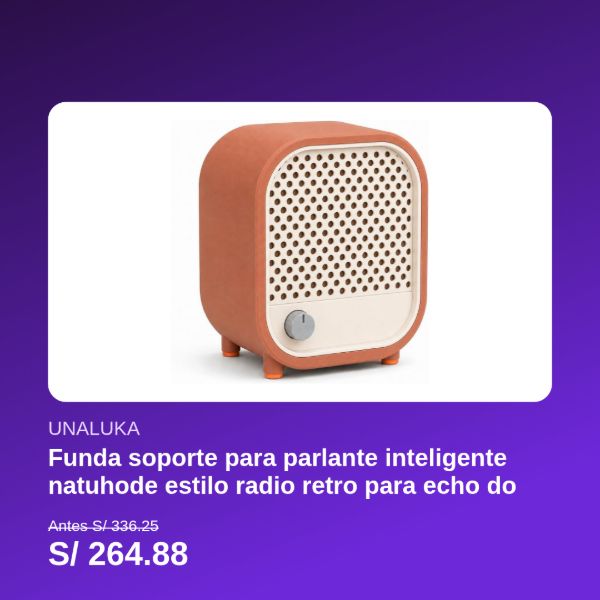 UNALUKA
Funda soporte para parlante inteligente
natuhode estilo radio retro para echo do
Antes S/ 336.25
S/ 264.88